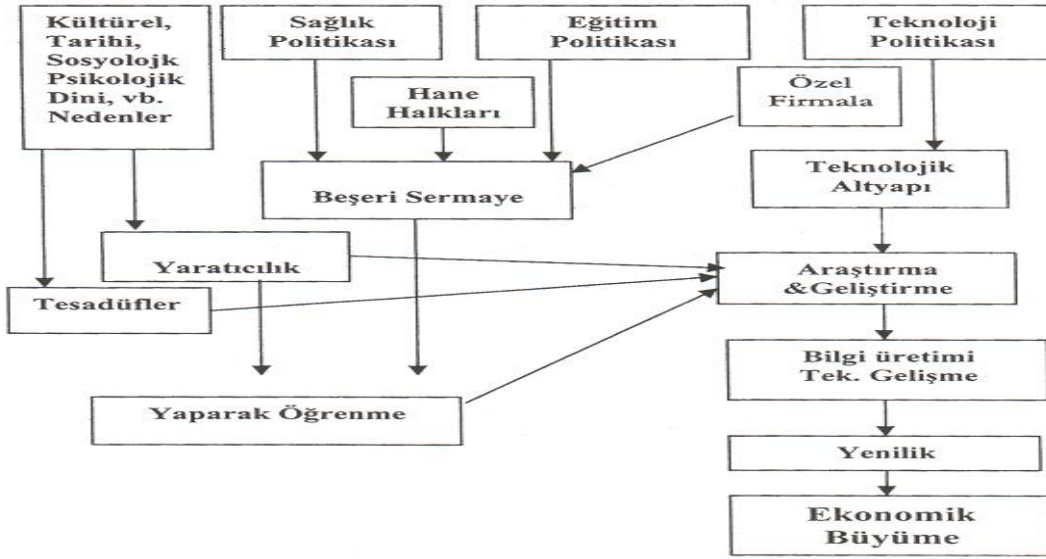 Kültürel,
Tarihi,
Sosyolojk
Psikolojik
Dini, vb.
Nedenler
Sağlık
Politikası
Eğitim
Politikası
Teknoloji
Politikası
Hane
Halkları
Özel
Firmala
Beşeri Sermaye
Teknolojik
Altyapı
Yaratıcılık
Araştırma
&Geliştirme
Tesadüfler
Bilgi üretimi
Tek. Gelişme
Yaparak Öğrenme
Yenilik
Ekonomik
Büyüme